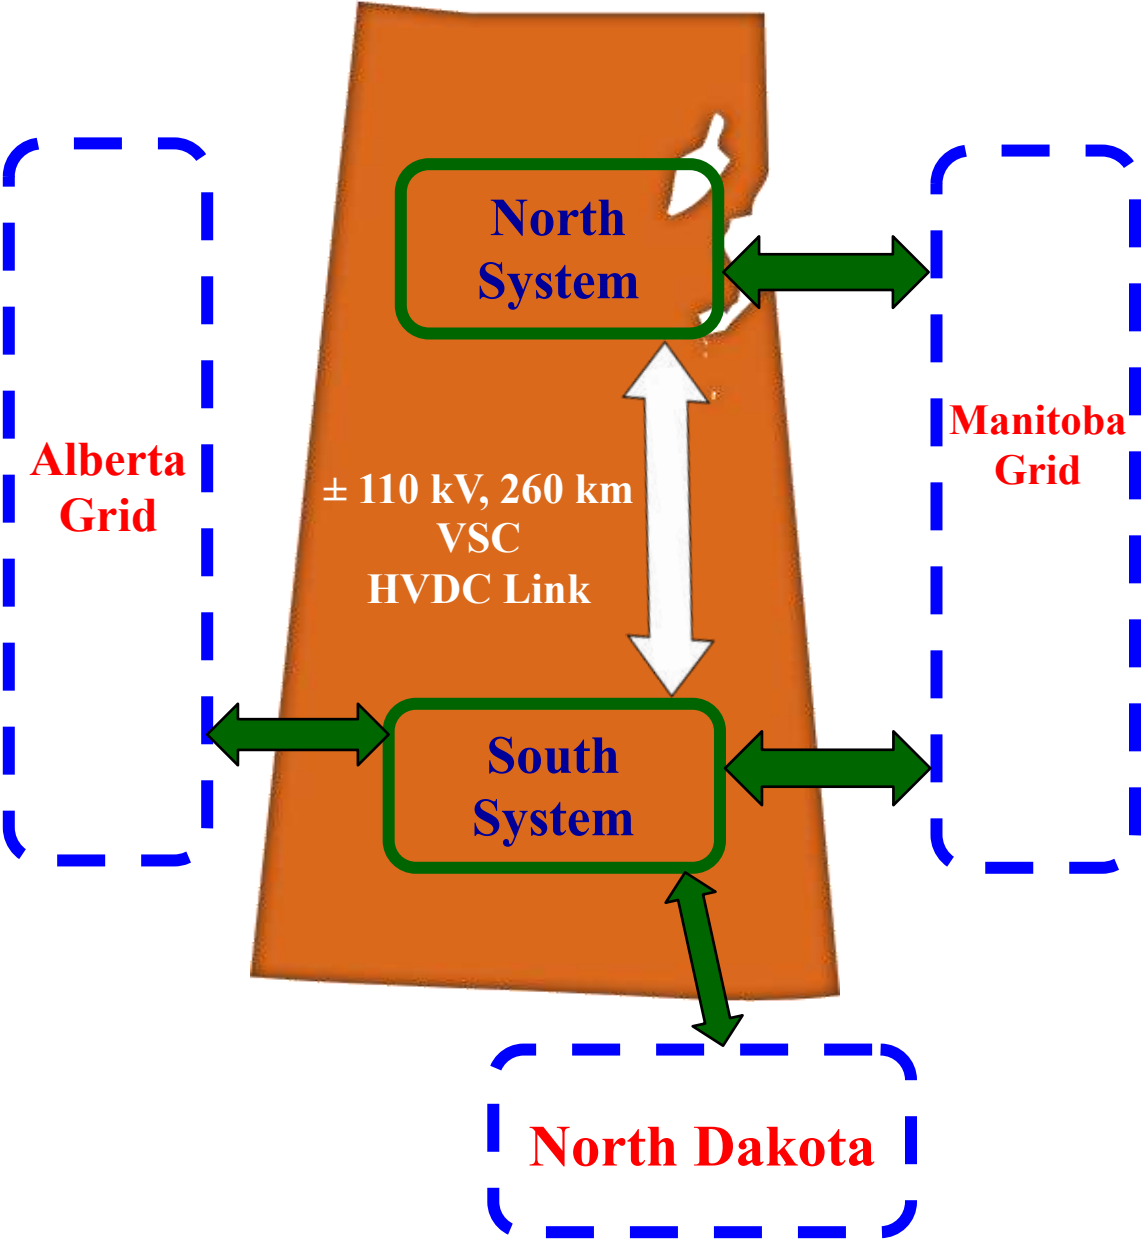 North
System
Manitoba
Grid
Alberta
Grid
± 110 kV, 260 km
VSC
HVDC Link
South
System
North Dakota